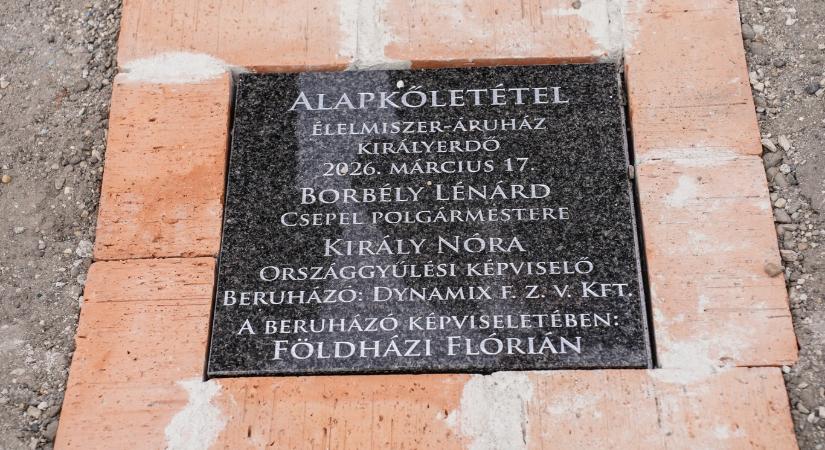 ALAPKŐLETÉTEL
ÉLELMISZER-ÁRUHÁZ
KIRÁLYERDŐ
2026. MÁRCIUS 17.
BORBÉLY LÉNÁRD
CSEPEL POLGÁRMESTERE
KIRÁLY NÓRA
ORSZÁGGYŰLÉSI KÉPVISELŐ
BERUHÁZÓ: DYNAMIX F. Z. V. KFT.
A BERUHÁZÓ KÉPVISELETÉBEN:
FÖLDHÁZI FLÓRIÁN